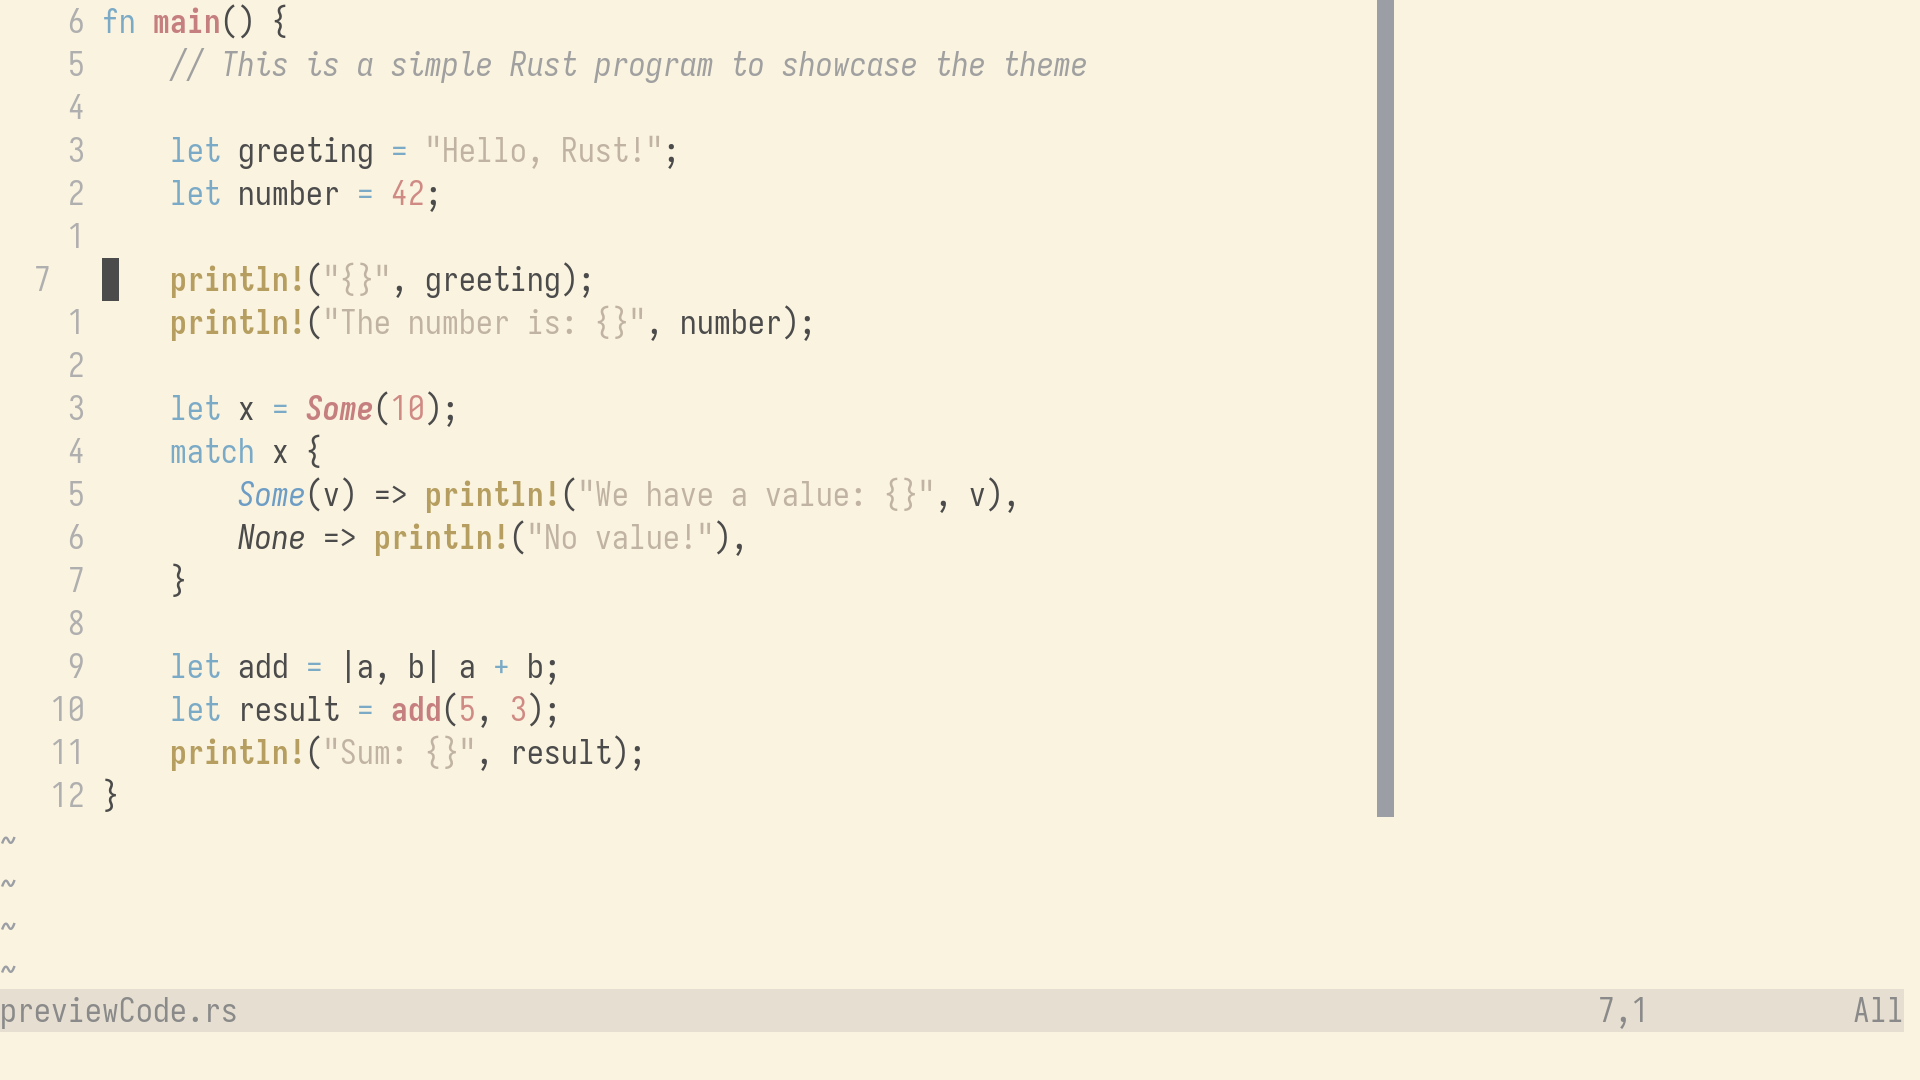 6 fn main() {
5     // This is a simple Rust program to showcase the theme
4
3     let greeting = "Hello, Rust!";
2     let number = 42;
1
7     println!("{}", greeting);
1     println!("The number is: {}", number);
2
3     let x = Some(10);
4     match x {
5         Some(v) => println!("We have a value: {}", v),
6         None => println!("No value!"),
7     }
8
9     let add = |a, b| a + b;
10     let result = add(5, 3);
11     println!("Sum: {}", result);
12 }
~
~
~
~
previewCode.rs 7,1 All